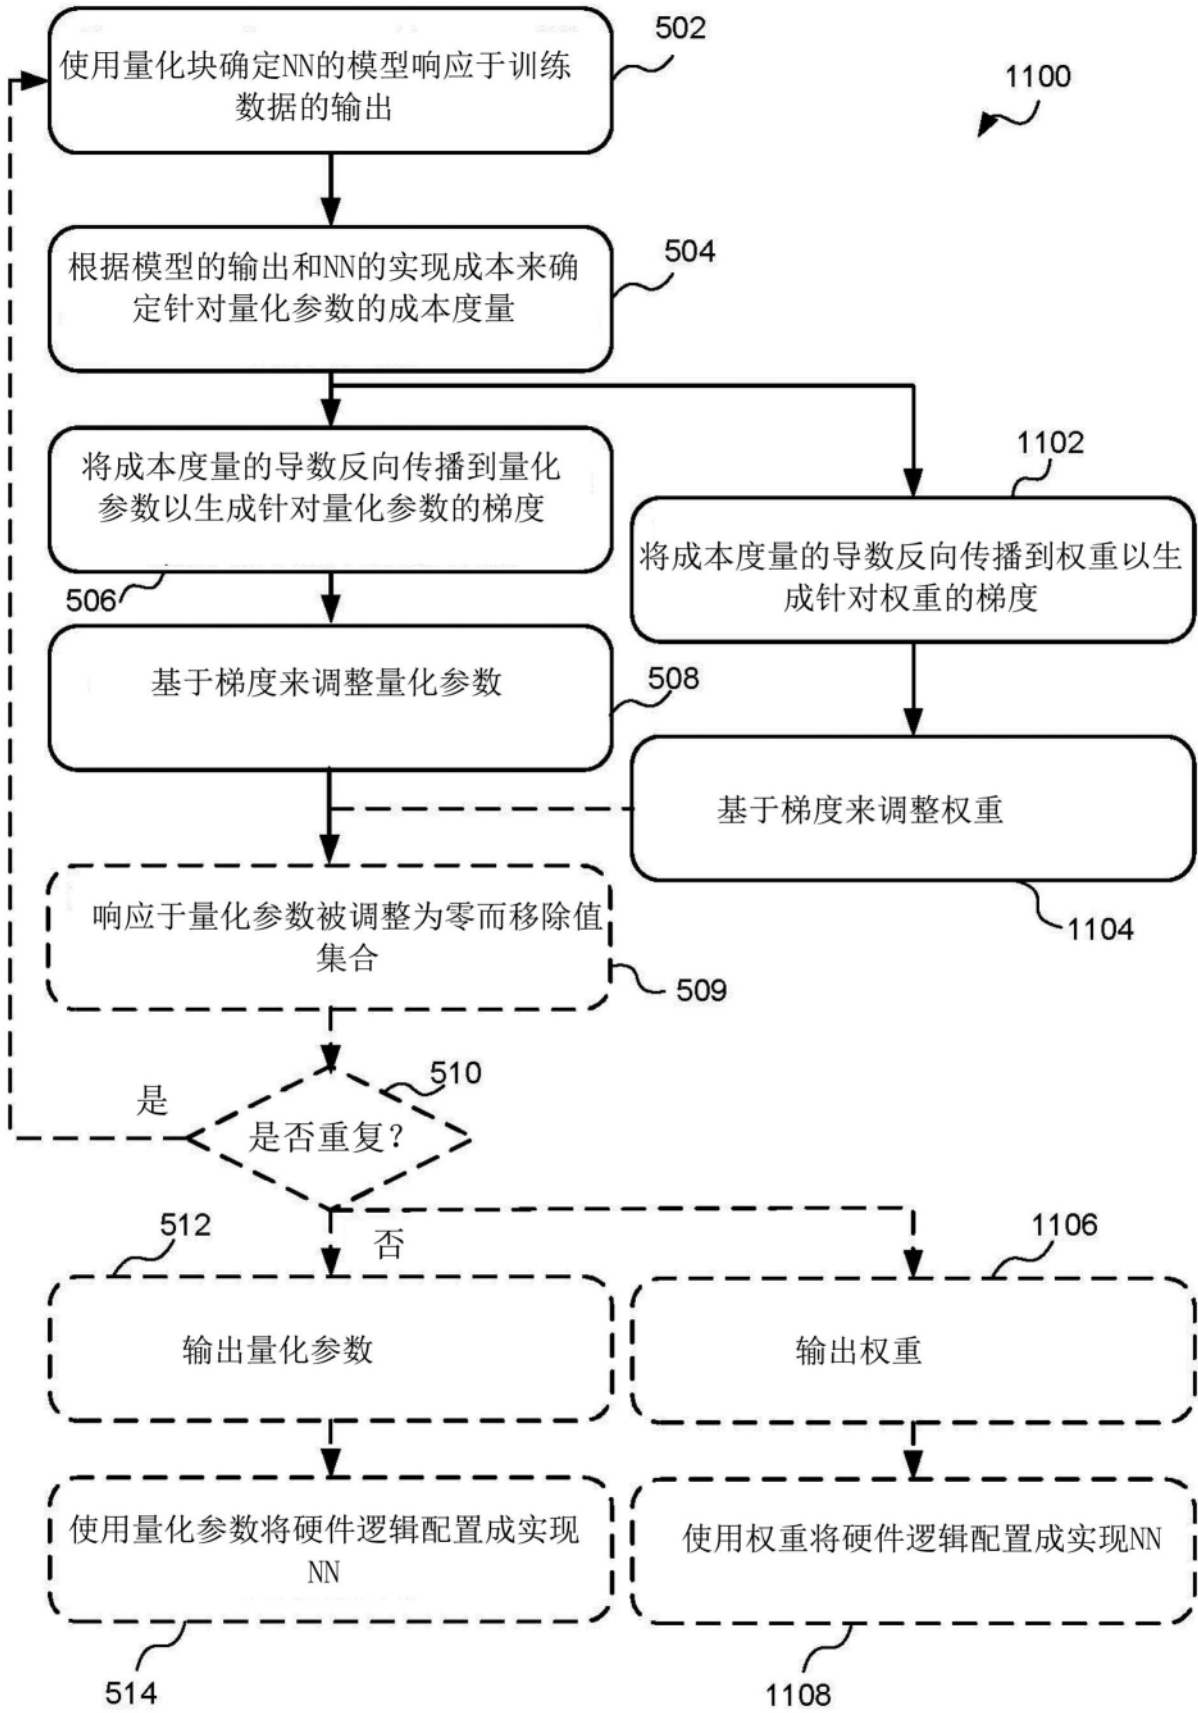 502
使用量化块确定NN的模型响应于训练
数据的输出
1100
504
根据模型的输出和NN的实现成本来确
定针对量化参数的成本度量
1102
将成本度量的导数反向传播到量化
参数以生成针对量化参数的梯度
506
将成本度量的导数反向传播到权重以生
成针对权重的梯度
508
基于梯度来调整量化参数
基于梯度来调整权重
1104
响应于量化参数被调整为零而移除值
集合
509
510
是
是否重复?
否
512
1106
输出量化参数
输出权重
使用量化参数将硬件逻辑配置成实现
NN
使用权重将硬件逻辑配置成实现NN
514
1108